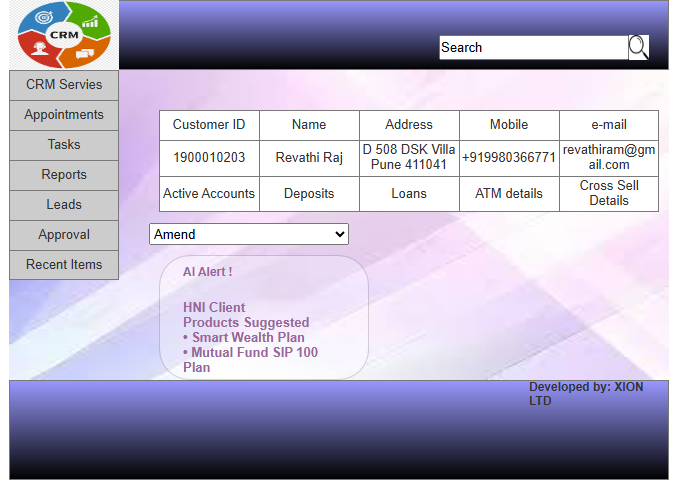 CRM
Search
CRM Servies
Appointments
Tasks
Reports
Leads
Approval
Recent Items
Customer ID
Name
Address
Mobile
e-mail
1900010203
Revathi Raj
D 508 DSK Villa
Pune 411041
+919980366771
revathiram@gm
ail.com
Active Accounts
Deposits
Loans
ATM details
Cross Sell
Details
Amend
AI Alert !
HNI Client
Products Suggested
• Smart Wealth Plan
• Mutual Fund SIP 100
Plan
Developed by: XION
LTD